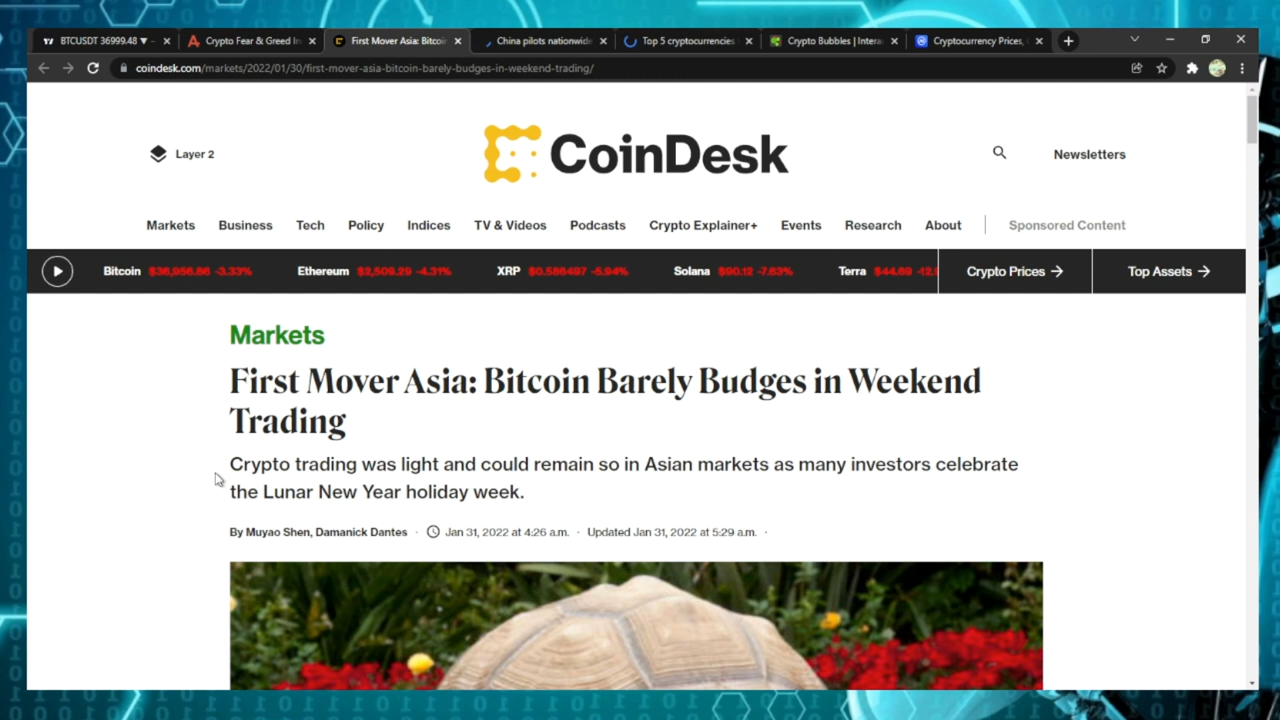 BTCUSDT 36999.48 ▼ −
Crypto Fear & Greed In
First Mover Asia: Bitcoi
China pilots nationwide
Top 5 cryptocurrencies
Crypto Bubbles | Intera
Cryptocurrency Prices,
coindesk.com/markets/2022/01/30/first-mover-asia-bitcoin-barely-budges-in-weekend-trading/
Layer 2
CoinDesk
Newsletters
Markets Business Tech Policy Indices TV & Videos Podcasts Crypto Explainer+ Events Research About Sponsored Content
Bitcoin $36,956.86 -3.33% Ethereum $2,509.29 -4.31% XRP $0.586497 -5.94% Solana $90.12 -7.63% Terra $44.69 -12. Crypto Prices → Top Assets →
Markets
First Mover Asia: Bitcoin Barely Budges in Weekend
Trading
Crypto trading was light and could remain so in Asian markets as many investors celebrate
the Lunar New Year holiday week.
By Muyao Shen, Damanick Dantes · Jan 31, 2022 at 4:26 a.m. · Updated Jan 31, 2022 at 5:29 a.m. ·